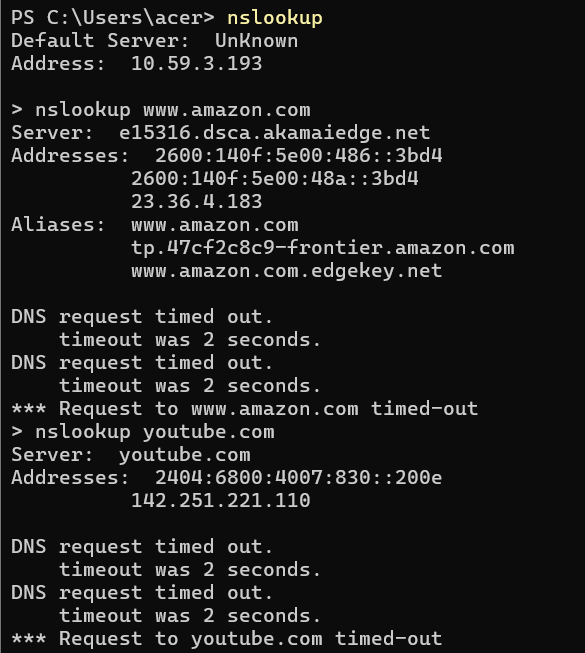 PS C:\Users\acer> nslookup
Default Server:  UnKnown
Address:  10.59.3.193
> nslookup www.amazon.com
Server:  e15316.dsca.akamaiedge.net
Addresses:  2600:140f:5e00:486::3bd4
2600:140f:5e00:48a::3bd4
23.36.4.183
Aliases:  www.amazon.com
tp.47cf2c8c9-frontier.amazon.com
www.amazon.com.edgekey.net
DNS request timed out.
timeout was 2 seconds.
DNS request timed out.
timeout was 2 seconds.
*** Request to www.amazon.com timed-out
> nslookup youtube.com
Server:  youtube.com
Addresses:  2404:6800:4007:830::200e
142.251.221.110
DNS request timed out.
timeout was 2 seconds.
DNS request timed out.
timeout was 2 seconds.
*** Request to youtube.com timed-out